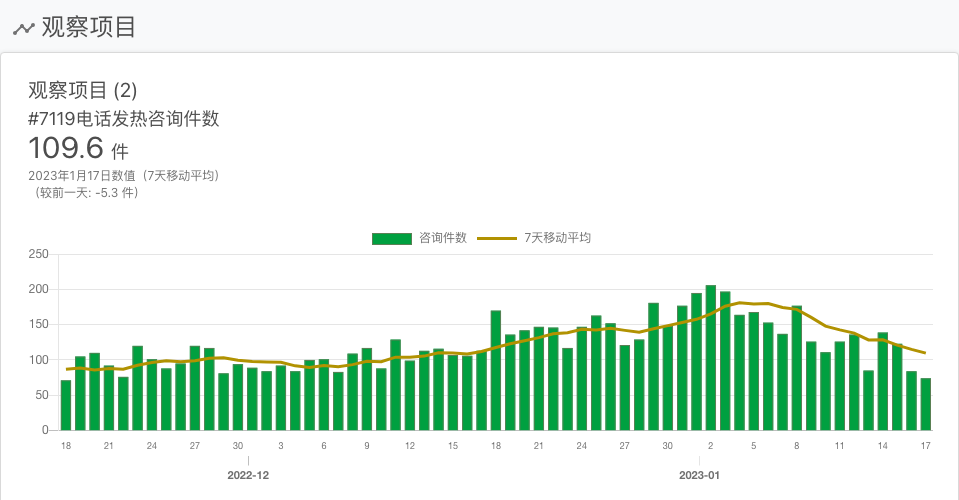 观察项目
观察项目 (2)
#7119电话发热咨询件数
109.6 件
2023年1月17日数值（7天移动平均）
（较前一天: -5.3 件）
咨询件数 7天移动平均
250
200
150
100
50
0
18 21 24 27 30 3 6 9 12 15 18 21 24 27 30 2 5 8 11 14 17
2022-12 2023-01